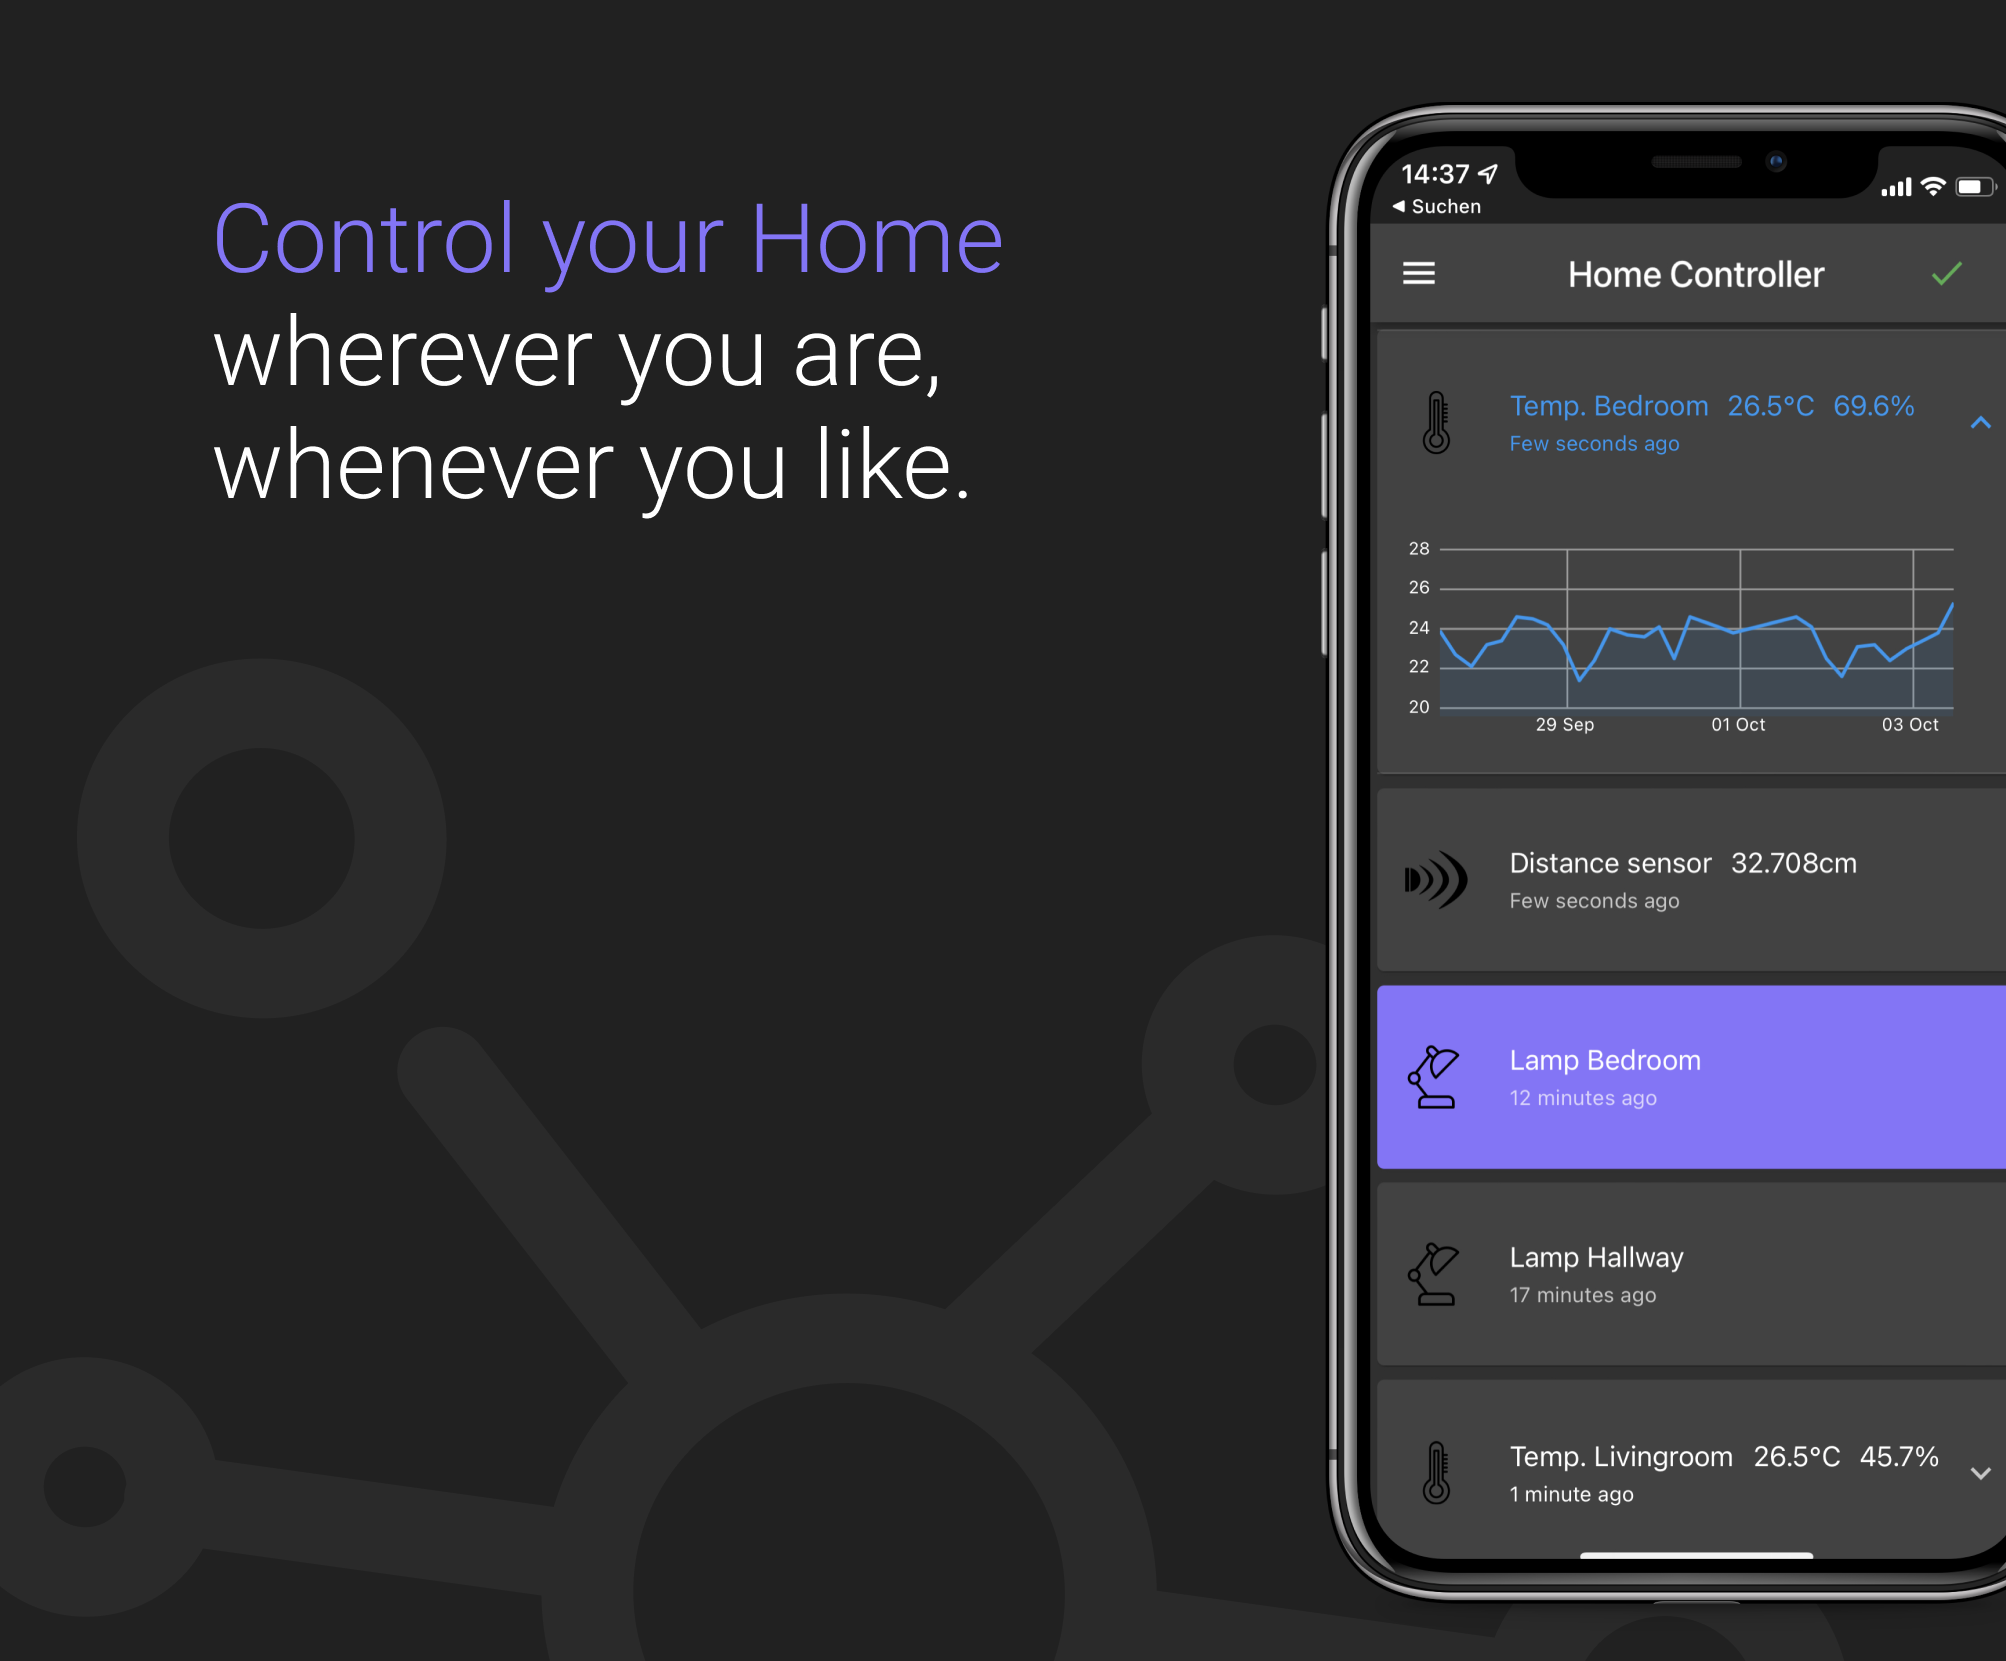 Control your Home
wherever you are,
whenever you like.
14:37
Suchen
Home Controller
Temp. Bedroom 26.5°C 69.6%
Few seconds ago
28
26
24
22
20
29 Sep 01 Oct 03 Oct
Distance sensor 32.708cm
Few seconds ago
Lamp Bedroom
12 minutes ago
Lamp Hallway
17 minutes ago
Temp. Livingroom 26.5°C 45.7%
1 minute ago